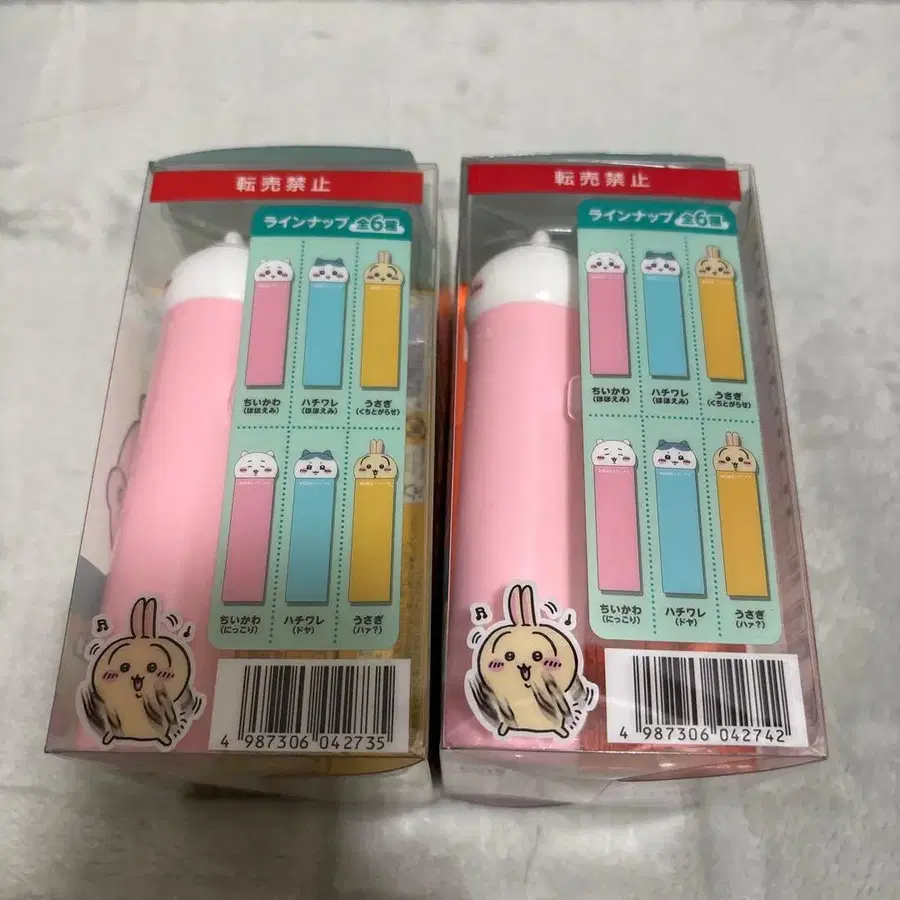 転売禁止
ラインナップ 全6種
ちいかわ
(ほほえみ)
ハチワレ
(ほほえみ)
うさぎ
(くちとがらせ)
ちいかわ
(にっこり)
ハチワレ
(ドヤ)
うさぎ
(ハァ?)
4 987306 042735
転売禁止
ラインナップ 全6種
ちいかわ
(ほほえみ)
ハチワレ
(ほほえみ)
うさぎ
(くちとがらせ)
ちいかわ
(にっこり)
ハチワレ
(ドヤ)
うさぎ
(ハァ?)
4 987306 042742